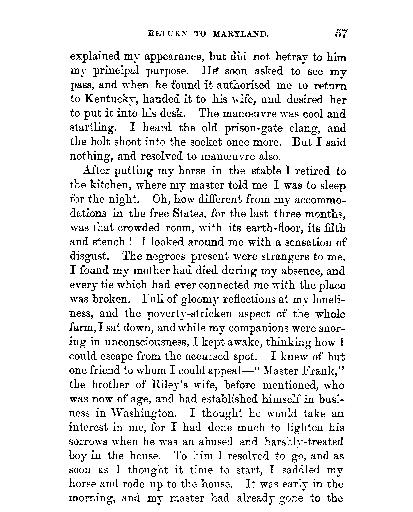 RETURN TO MARYLAND. 57
explained my appearance, but did not betray to him
my principal purpose. He soon asked to see my
pass, and when he found it authorised me to return
to Kentucky, handed it to his wife, and desired her
to put it into his desk. The manœuvre was cool and
startling. I heard the old prison-gate clang, and
the bolt shoot into the socket once more. But I said
nothing, and resolved to manœuvre also.
After putting my horse in the stable I retired to
the kitchen, where my master told me I was to sleep
for the night. Oh, how different from my accommo-
dations in the free States, for the last three months,
was that crowded room, with its earth-floor, its filth
and stench! I looked around me with a sensation of
disgust. The negroes present were strangers to me.
I found my mother had died during my absence, and
every tie which had ever connected me with the place
was broken. Full of gloomy reflections at my loneli-
ness, and the poverty-stricken aspect of the whole
farm, I sat down, and while my companions were snor-
ing in unconsciousness, I kept awake, thinking how I
could escape from the accursed spot. I knew of but
one friend to whom I could appeal—"Master Frank,"
the brother of Riley's wife, before mentioned, who
was now of age, and had established himself in busi-
ness in Washington. I thought he would take an
interest in me, for I had done much to lighten his
sorrows when he was an abused and harshly-treated
boy in the house. To him I resolved to go, and as
soon as I thought it time to start, I saddled my
horse and rode up to the house. It was early in the
morning, and my master had already gone to the